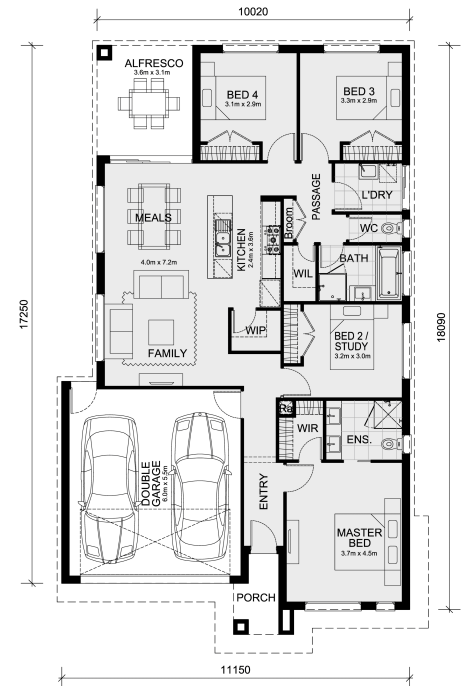 10020
ALFRESCO
3.6m x 3.1m
BED 4
3.1m x 2.9m
BED 3
3.3m x 2.9m
L'DRY
PASSAGE
MEALS
Broom
WC
KITCHEN
2.4m x 3.6m
4.0m x 7.2m
BATH
WIL
17250
18090
WIP
BED 2 /
STUDY
3.2m x 3.0m
FAMILY
Ra
WIR
ENS.
DOUBLE
GARAGE
6.0m x 5.5m
ENTRY
MASTER
BED
3.7m x 4.5m
PORCH
11150